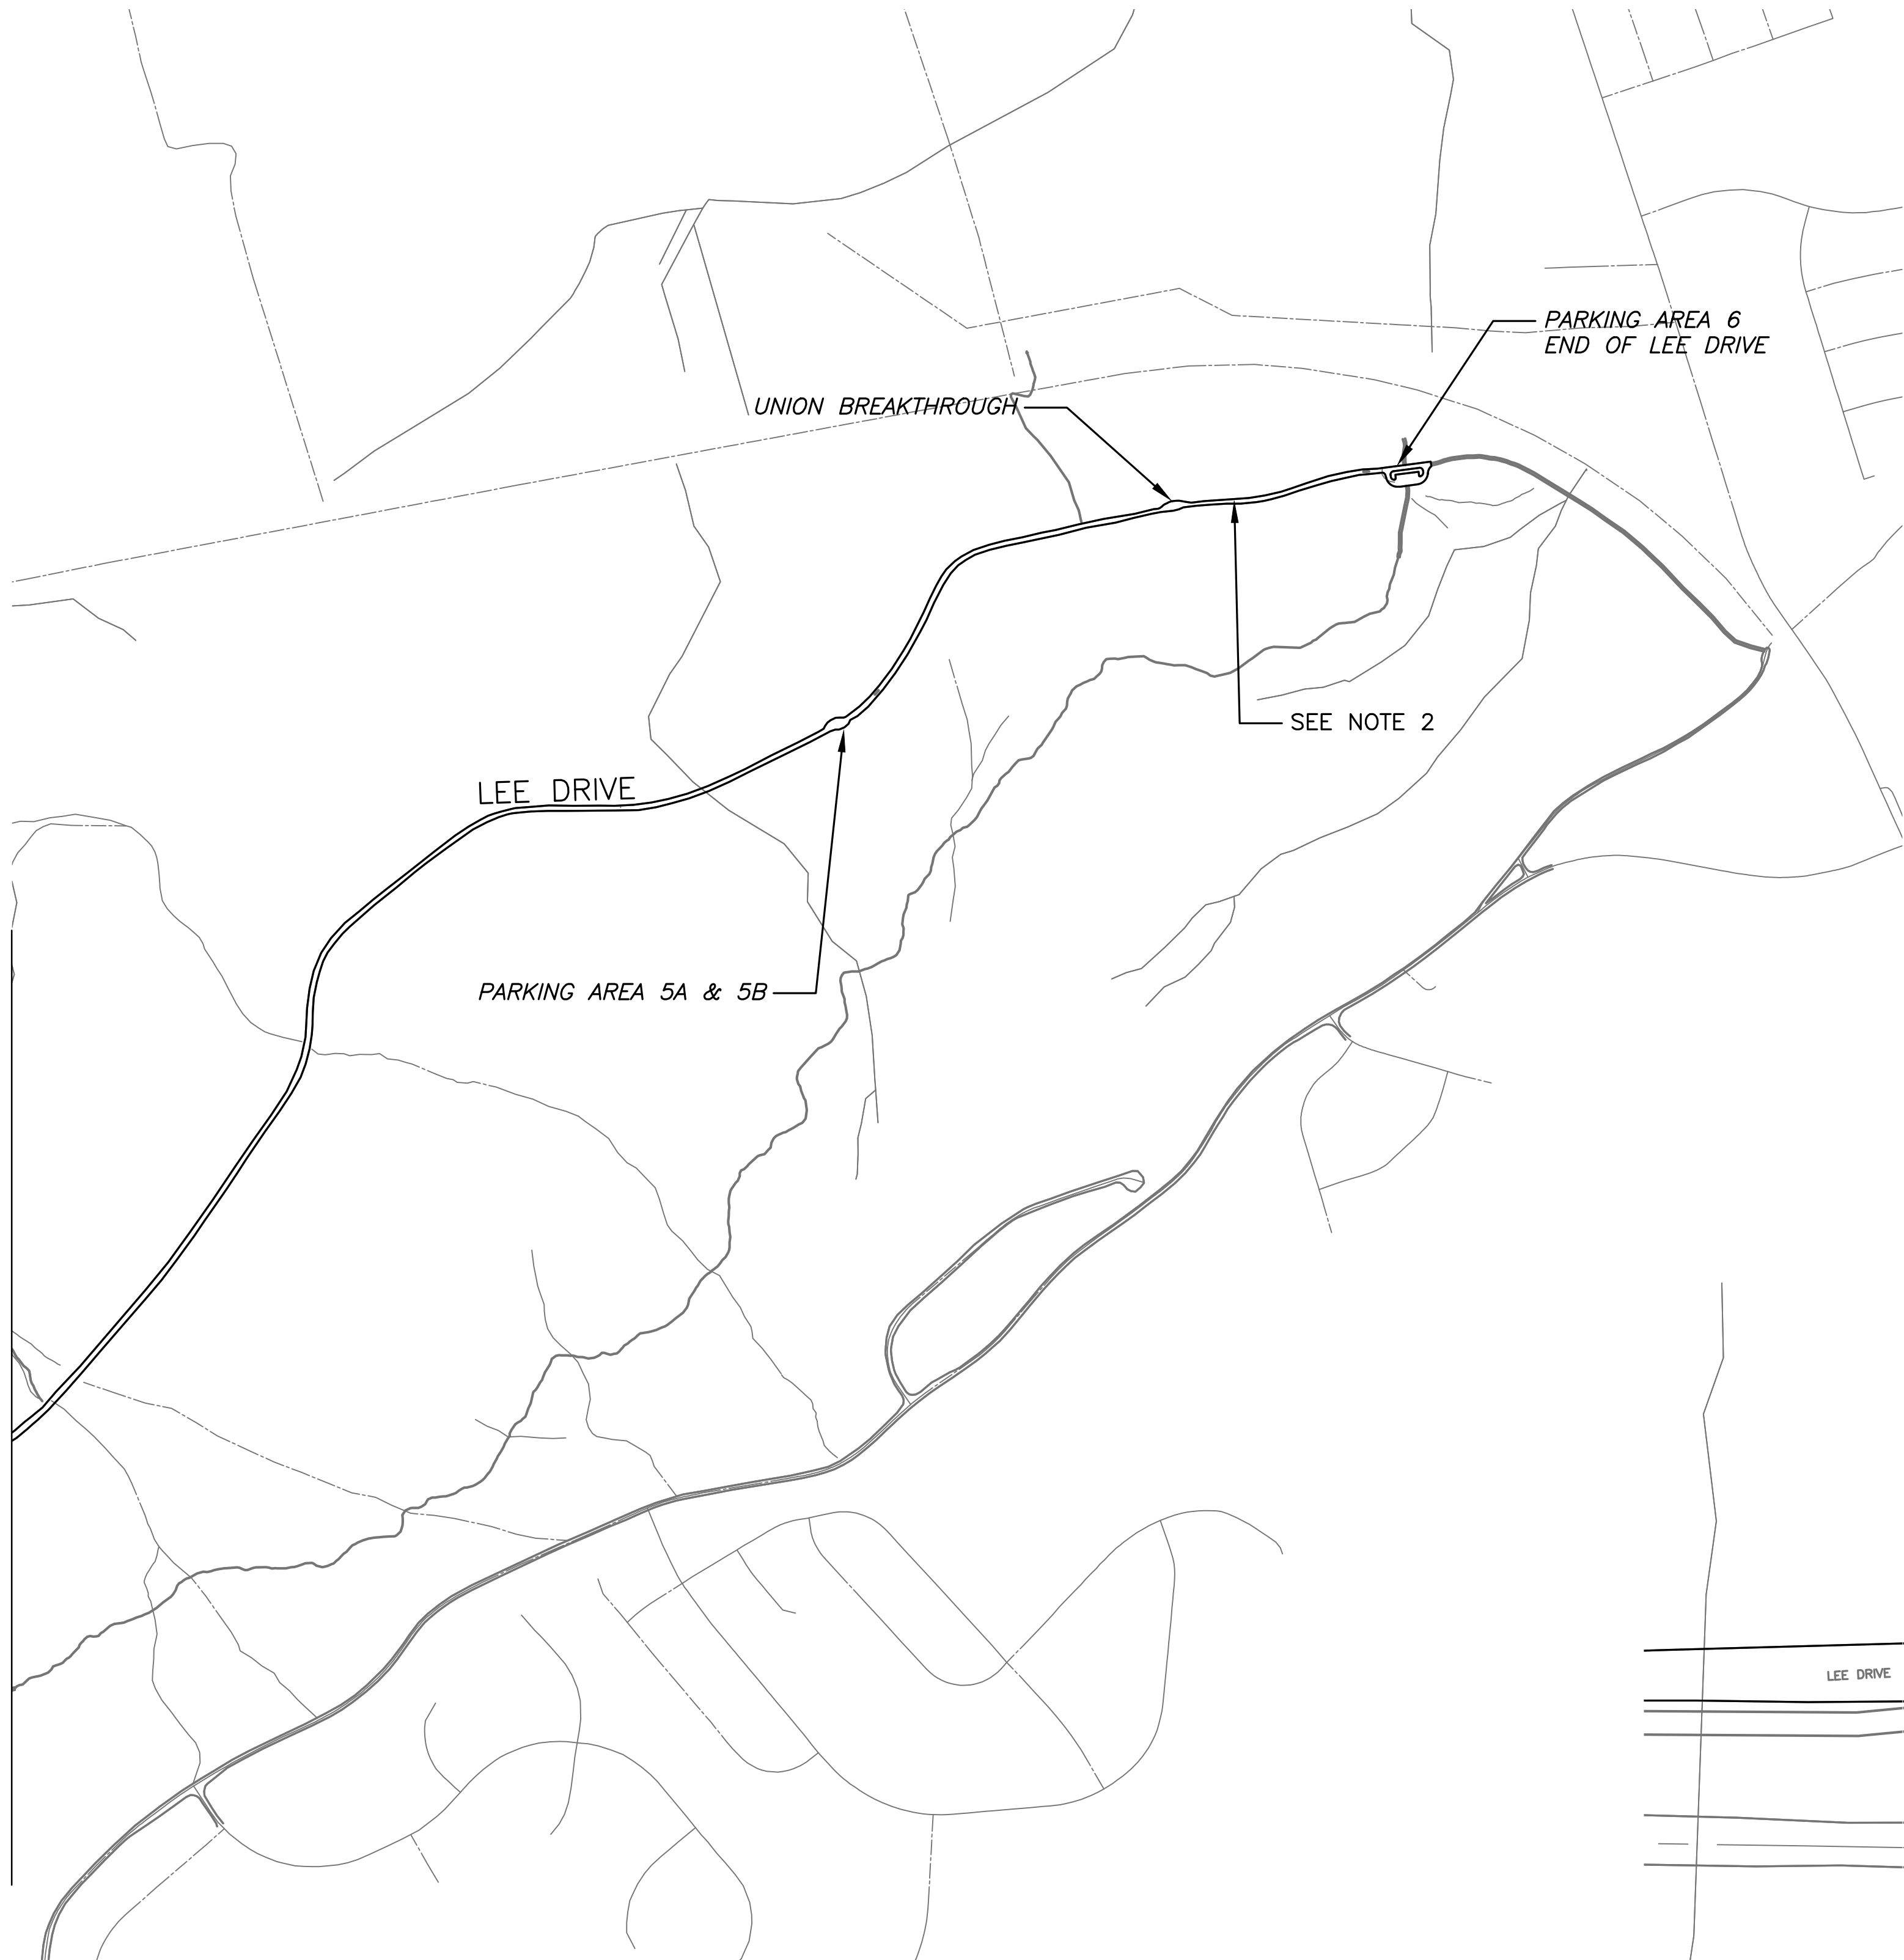 PARKING AREA 6
END OF LEE DRIVE
UNION BREAKTHROUGH
SEE NOTE 2
LEE DRIVE
PARKING AREA 5A & 5B
LEE DRIVE